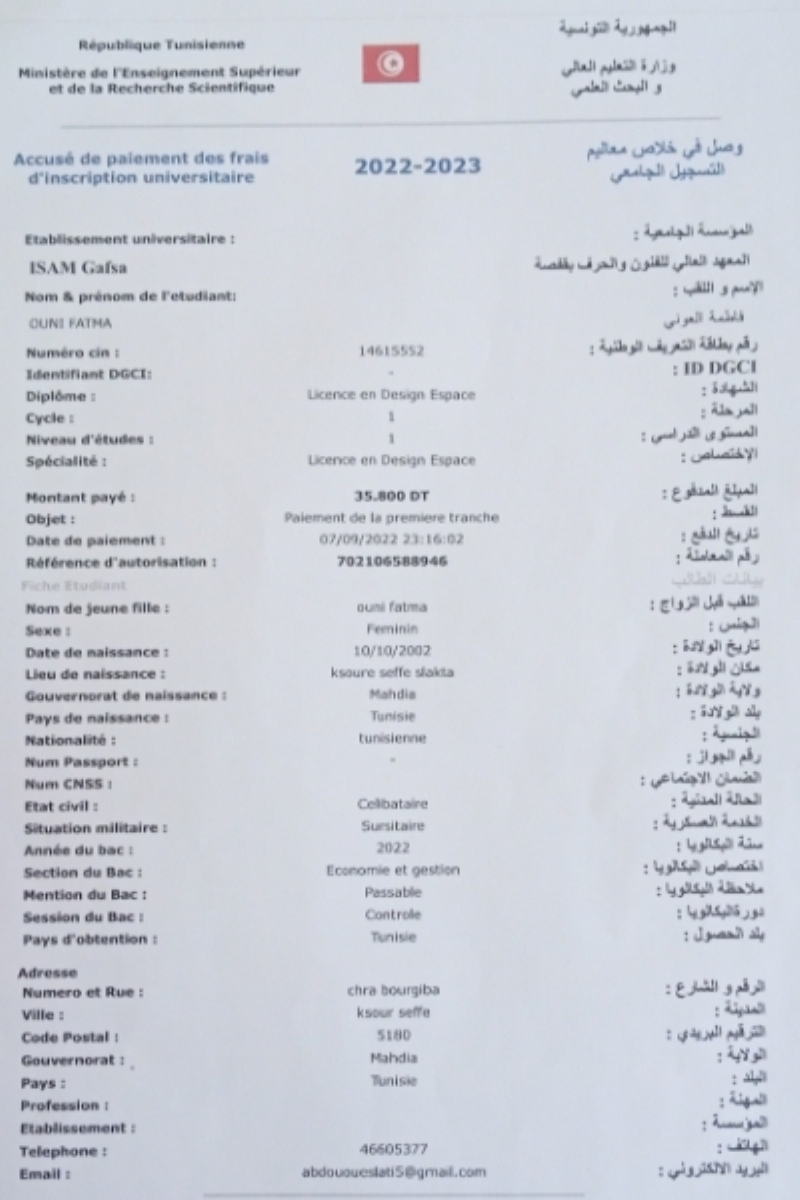 République Tunisienne
الجمهورية التونسية
Ministère de l'Enseignement Supérieur
et de la Recherche Scientifique
وزارة التعليم العالي
و البحث العلمي
Accusé de paiement des frais
d'inscription universitaire
2022-2023
وصل في خلاص معاليم
التسجيل الجامعي
Etablissement universitaire : المؤسسة الجامعية :
ISAM Gafsa المعهد العالي للفنون والحرف بقفصة
Nom & prénom de l'etudiant: الإسم و اللقب :
OUNI FATMA فاطمة العوني
Numéro cin : 14615552 رقم بطاقة التعريف الوطنية :
Identifiant DGCI: - ID DGCI :
Diplôme : Licence en Design Espace الشهادة :
Cycle : 1 المرحلة :
Niveau d'études : 1 المستوى الدراسي :
Spécialité : Licence en Design Espace الإختصاص :
Montant payé : 35.800 DT المبلغ المدفوع :
Objet : Paiement de la premiere tranche القسط :
Date de paiement : 07/09/2022 23:16:02 تاريخ الدفع :
Référence d'autorisation : 702106588946 رقم المعاملة :
Fiche Etudiant بيانات الطالب
Nom de jeune fille : ouni fatma اللقب قبل الزواج :
Sexe : Feminin الجنس :
Date de naissance : 10/10/2002 تاريخ الولادة :
Lieu de naissance : ksoure seffe slakta مكان الولادة :
Gouvernorat de naissance : Mahdia ولاية الولادة :
Pays de naissance : Tunisie بلد الولادة :
Nationalité : tunisienne الجنسية :
Num Passport : - رقم الجواز :
Num CNSS : الضمان الاجتماعي :
Etat civil : Celibataire الحالة المدنية :
Situation militaire : Sursitaire الخدمة العسكرية :
Année du bac : 2022 سنة البكالويا :
Section du Bac : Economie et gestion اختصاص البكالويا :
Mention du Bac : Passable ملاحظة البكالويا :
Session du Bac : Controle دورةالبكالويا :
Pays d'obtention : Tunisie بلد الحصول :
Adresse
Numero et Rue : chra bourgiba الرقم و الشارع :
Ville : ksour seffe المدينة :
Code Postal : 5180 الترقيم البريدي :
Gouvernorat : Mahdia الولاية :
Pays : Tunisie البلد :
Profession : المهنة :
Etablissement : المؤسسة :
Telephone : 46605377 الهاتف :
Email : abdououeslati5@gmail.com البريد الالكتروني :